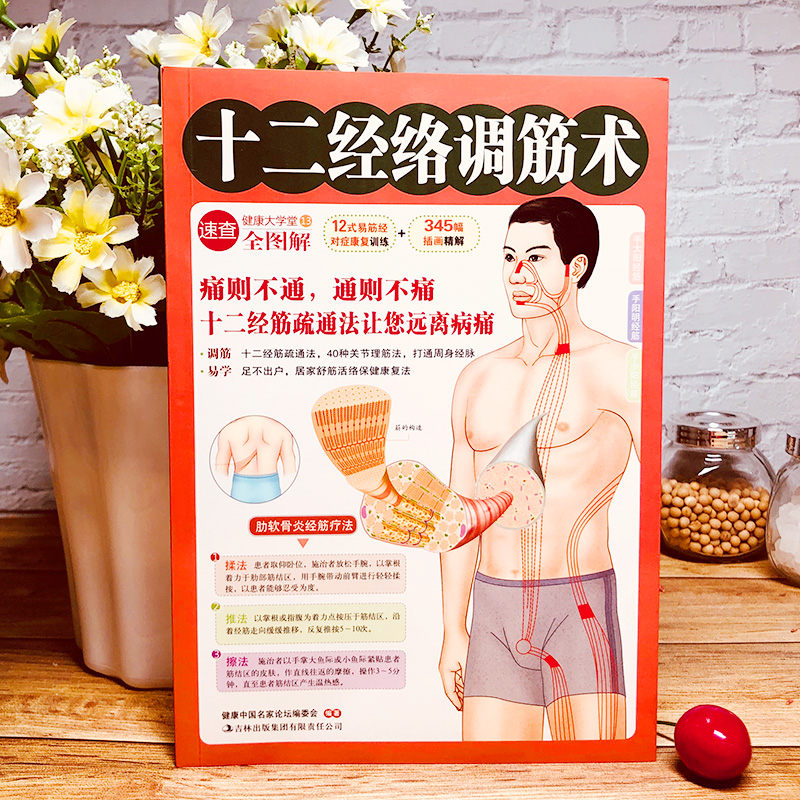 十二经络调筋术
速查
健康大学堂13
全图解
12式易筋经
对症康复训练
+
345幅
插画精解
痛则不通，通则不痛
十二经筋疏通法让您远离病痛
·调筋 十二经筋疏通法，40种关节理筋法，打通周身经脉
·易学 足不出户，居家舒筋活络保健康复法
手阳明经筋
筋的构造
肋软骨炎经筋疗法
1 揉法 患者取仰卧位，施治者放松手腕，以掌根
着力于肋部筋结区，用手腕带动前臂进行轻轻揉
按，以患者能够忍受为度。
2 推法 以掌根或指腹为着力点按压于筋结区，沿
着经筋走向缓缓推移，反复推按5～10次。
3 擦法 施治者以手掌大鱼际或小鱼际紧贴患者
筋结区的皮肤，作直线往返的摩擦，操作3～5分
钟，直至患者筋结区产生温热感。
健康中国名家论坛编委会 编著
吉林出版集团有限责任公司